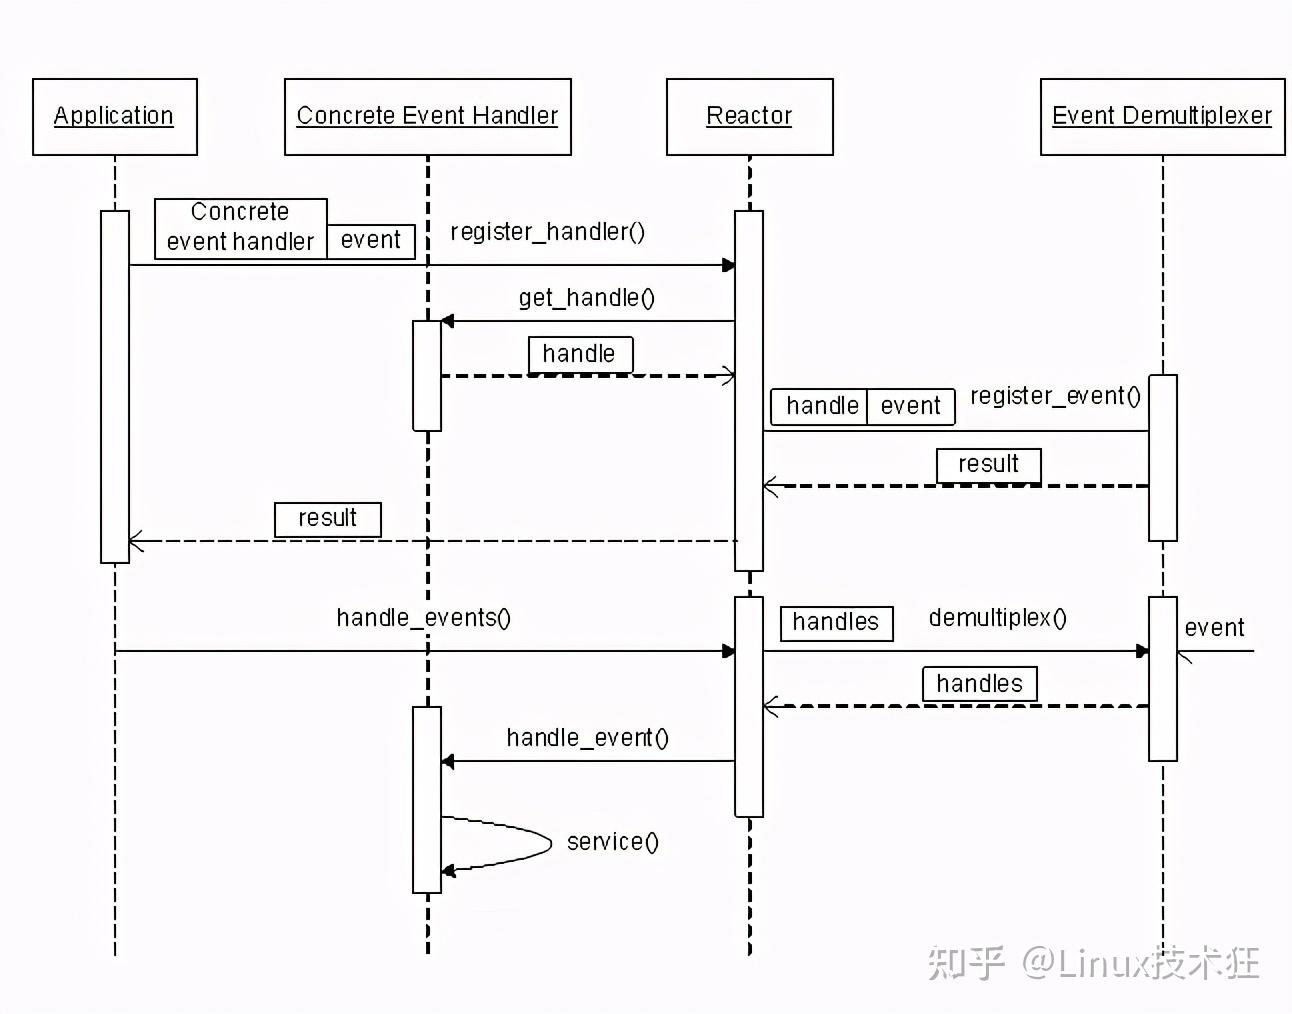 Application
Concrete Event Handler
Reactor
Event Demultiplexer
Concrete
event handler
event
register_handler()
get_handle()
handle
handle
event
register_event()
result
result
handle_events()
handles
demultiplex()
event
handles
handle_event()
service()
知乎 @Linux技术狂